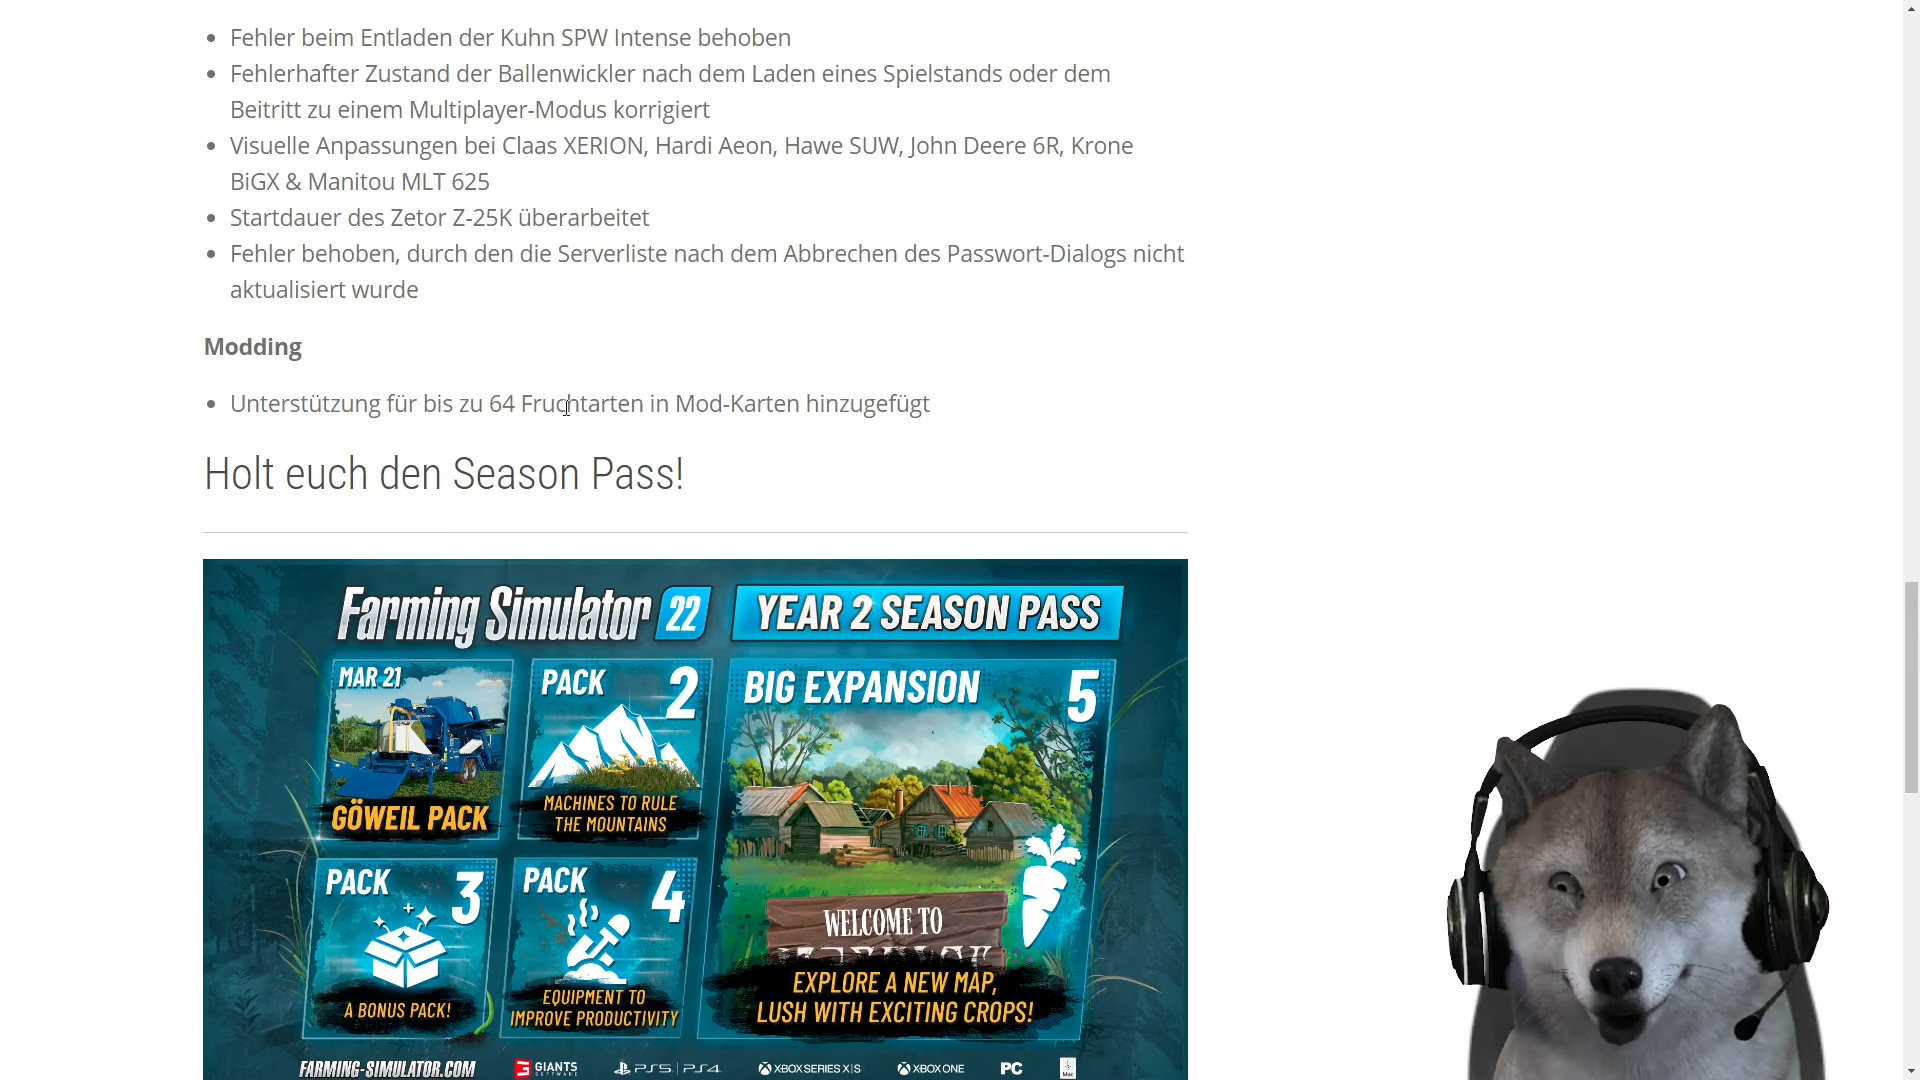 Fehler beim Entladen der Kuhn SPW Intense behoben
Fehlerhafter Zustand der Ballenwickler nach dem Laden eines Spielstands oder dem
Beitritt zu einem Multiplayer-Modus korrigiert
Visuelle Anpassungen bei Claas XERION, Hardi Aeon, Hawe SUW, John Deere 6R, Krone
BiGX & Manitou MLT 625
Startdauer des Zetor Z-25K überarbeitet
Fehler behoben, durch den die Serverliste nach dem Abbrechen des Passwort-Dialogs nicht
aktualisiert wurde
Modding
Unterstützung für bis zu 64 Fruchtarten in Mod-Karten hinzugefügt
Holt euch den Season Pass!
Farming Simulator 22
YEAR 2 SEASON PASS
MAR 21
GÖWEIL PACK
PACK 2
MACHINES TO RULE
THE MOUNTAINS
BIG EXPANSION 5
WELCOME TO
EXPLORE A NEW MAP,
LUSH WITH EXCITING CROPS!
PACK 3
A BONUS PACK!
PACK 4
EQUIPMENT TO
IMPROVE PRODUCTIVITY
FARMING-SIMULATOR.COM
GIANTS
SOFTWARE
PS5 | PS4
XBOX SERIES X|S
XBOX ONE
PC
Mac